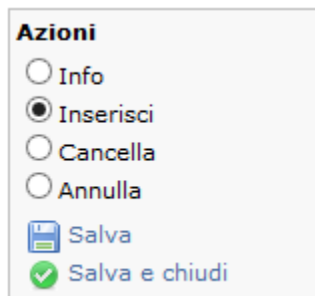 Azioni
Info
Inserisci
Cancella
Annulla
Salva
Salva e chiudi